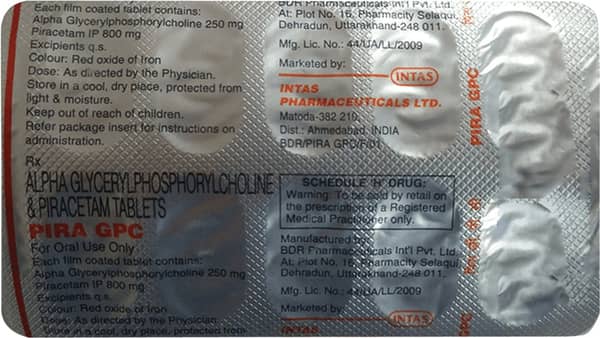 Each film coated tablet contains:
Alpha Glycerylphosphorylcholine 250 mg
Piracetam IP 800 mg
Excipients q.s.
Colour: Red oxide of Iron
Dose: As directed by the Physician.
Store in a cool, dry place, protected from
light & moisture.
Keep out of reach of children.
Refer package insert for instructions on
administration.
Rx
ALPHA GLYCERYLPHOSPHORYLCHOLINE
& PIRACETAM TABLETS
PIRA GPC
For Oral Use Only
Each film coated tablet contains:
Alpha Glycerylphosphorylcholine 250 mg
Piracetam IP 800 mg
Excipients q.s.
Colour: Red oxide of Iron
Dose: As directed by the Physician.
Store in a cool, dry place, protected from
BDR Pharmaceuticals Int'l Pvt. Ltd.
At: Plot No. 16, Pharmacity Selaqui,
Dehradun, Uttarakhand-248 011.
Mfg. Lic. No.: 44/UA/LL/2009
Marketed by:
INTAS
INTAS
PHARMACEUTICALS LTD.
Matoda-382 210,
Dist.: Ahmedabad, INDIA
BDR/PIRA GPC/F/01
SCHEDULE 'H' DRUG:
Warning: To be sold by retail on
the prescription of a Registered
Medical Practitioner only.
Manufactured by:
BDR Pharmaceuticals Int'l Pvt. Ltd.
At: Plot No. 16, Pharmacity Selaqui,
Dehradun, Uttarakhand-248 011.
Mfg. Lic. No.: 44/UA/LL/2009
Marketed by:
INTAS
INTAS
PIRA GPC
GPC